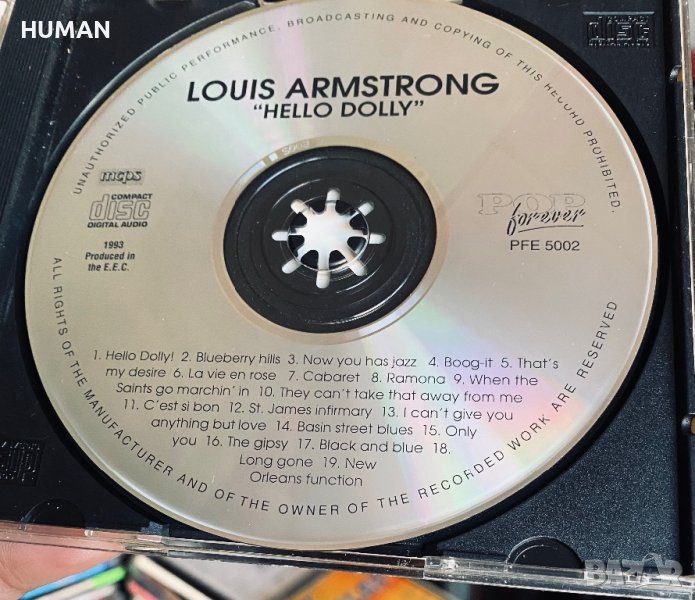 HUMAN
UNAUTHORIZED PUBLIC PERFORMANCE, BROADCASTING AND COPYING OF THIS RECORD PROHIBITED.
LOUIS ARMSTRONG
"HELLO DOLLY"
mcps
COMPACT
disc
DIGITAL AUDIO
1993
Produced in
the E.E.C.
POP
forever
PFE 5002
1. Hello Dolly! 2. Blueberry hills 3. Now you has jazz 4. Boog-it 5. That's
my desire 6. La vie en rose 7. Cabaret 8. Ramona 9. When the
Saints go marchin' in 10. They can't take that away from me
11. C'est si bon 12. St. James infirmary 13. I can't give you
anything but love 14. Basin street blues 15. Only
you 16. The gipsy 17. Black and blue 18.
Long gone 19. New
Orleans function
ALL RIGHTS OF THE MANUFACTURER AND OF THE OWNER OF THE RECORDED WORK ARE RESERVED
BAZAR